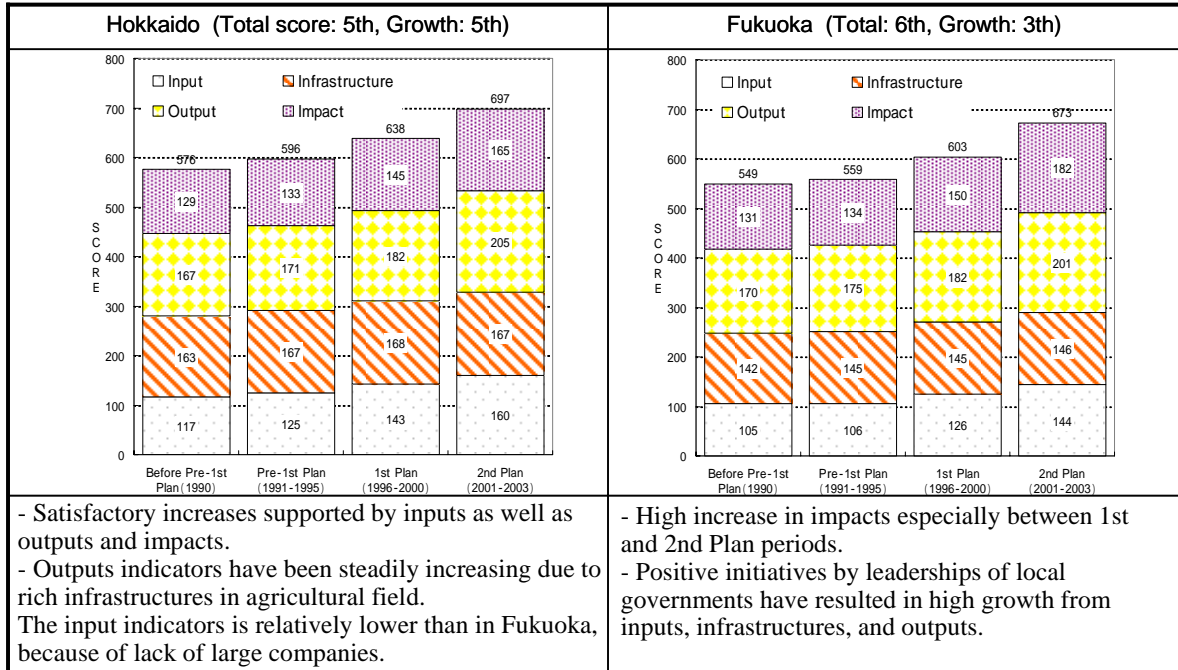 Hokkaido (Total score: 5th, Growth: 5th)
800
700
600
500
400
300
200
100
0
SCORE
Input
Infrastructure
Output
Impact
576
129
167
163
117
596
133
171
167
125
638
145
182
168
143
697
165
205
167
160
Before Pre-1st
Plan(1990)
Pre-1st Plan
(1991-1995)
1st Plan
(1996-2000)
2nd Plan
(2001-2003)
- Satisfactory increases supported by inputs as well as
outputs and impacts.
- Outputs indicators have been steadily increasing due to
rich infrastructures in agricultural field.
The input indicators is relatively lower than in Fukuoka,
because of lack of large companies.
Fukuoka (Total: 6th, Growth: 3th)
800
700
600
500
400
300
200
100
0
SCORE
Input
Infrastructure
Output
Impact
549
131
170
142
105
559
134
175
145
106
603
150
182
145
126
673
182
201
146
144
Before Pre-1st
Plan(1990)
Pre-1st Plan
(1991-1995)
1st Plan
(1996-2000)
2nd Plan
(2001-2003)
- High increase in impacts especially between 1st
and 2nd Plan periods.
- Positive initiatives by leaderships of local
governments have resulted in high growth from
inputs, infrastructures, and outputs.